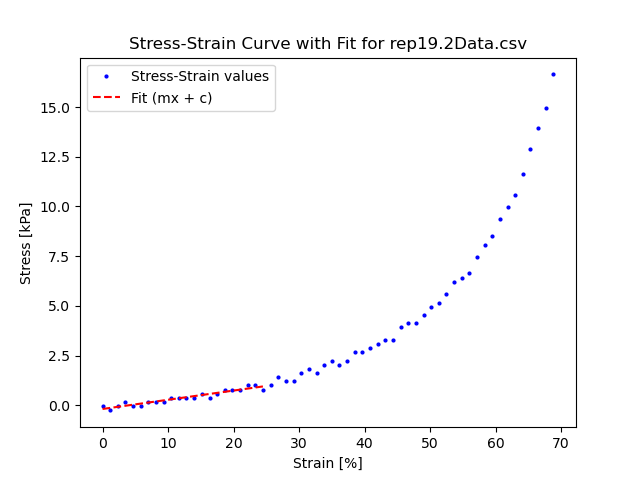 Stress-Strain Curve with Fit for rep19.2Data.csv
Stress-Strain values
Fit (mx + c)
15.0
12.5
10.0
7.5
5.0
2.5
0.0
Stress [kPa]
0 10 20 30 40 50 60 70
Strain [%]